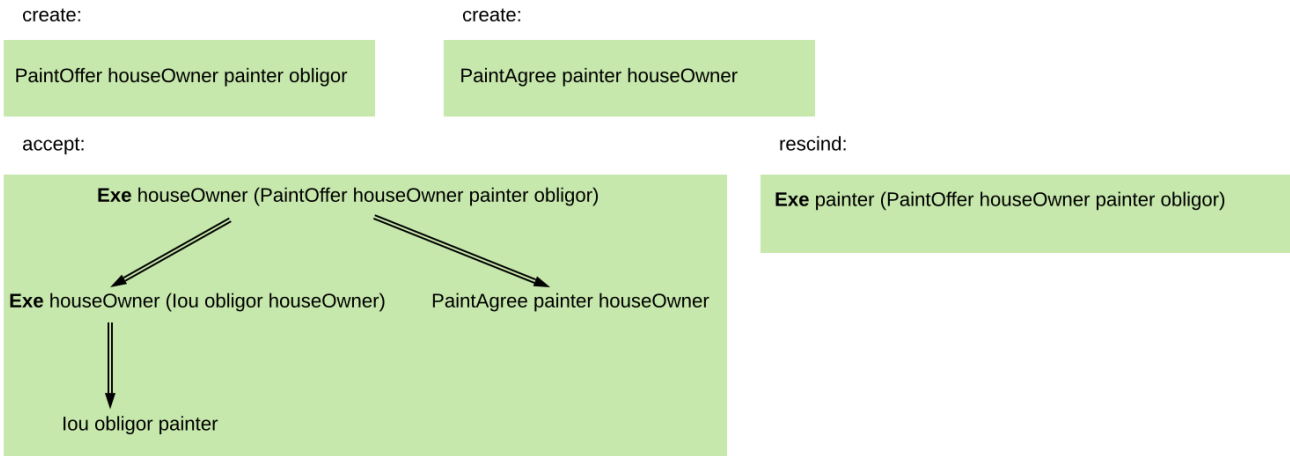 create:
create:
PaintOffer houseOwner painter obligor
PaintAgree painter houseOwner
accept:
rescind:
Exe houseOwner (PaintOffer houseOwner painter obligor)
Exe painter (PaintOffer houseOwner painter obligor)
Exe houseOwner (Iou obligor houseOwner)
PaintAgree painter houseOwner
Iou obligor painter